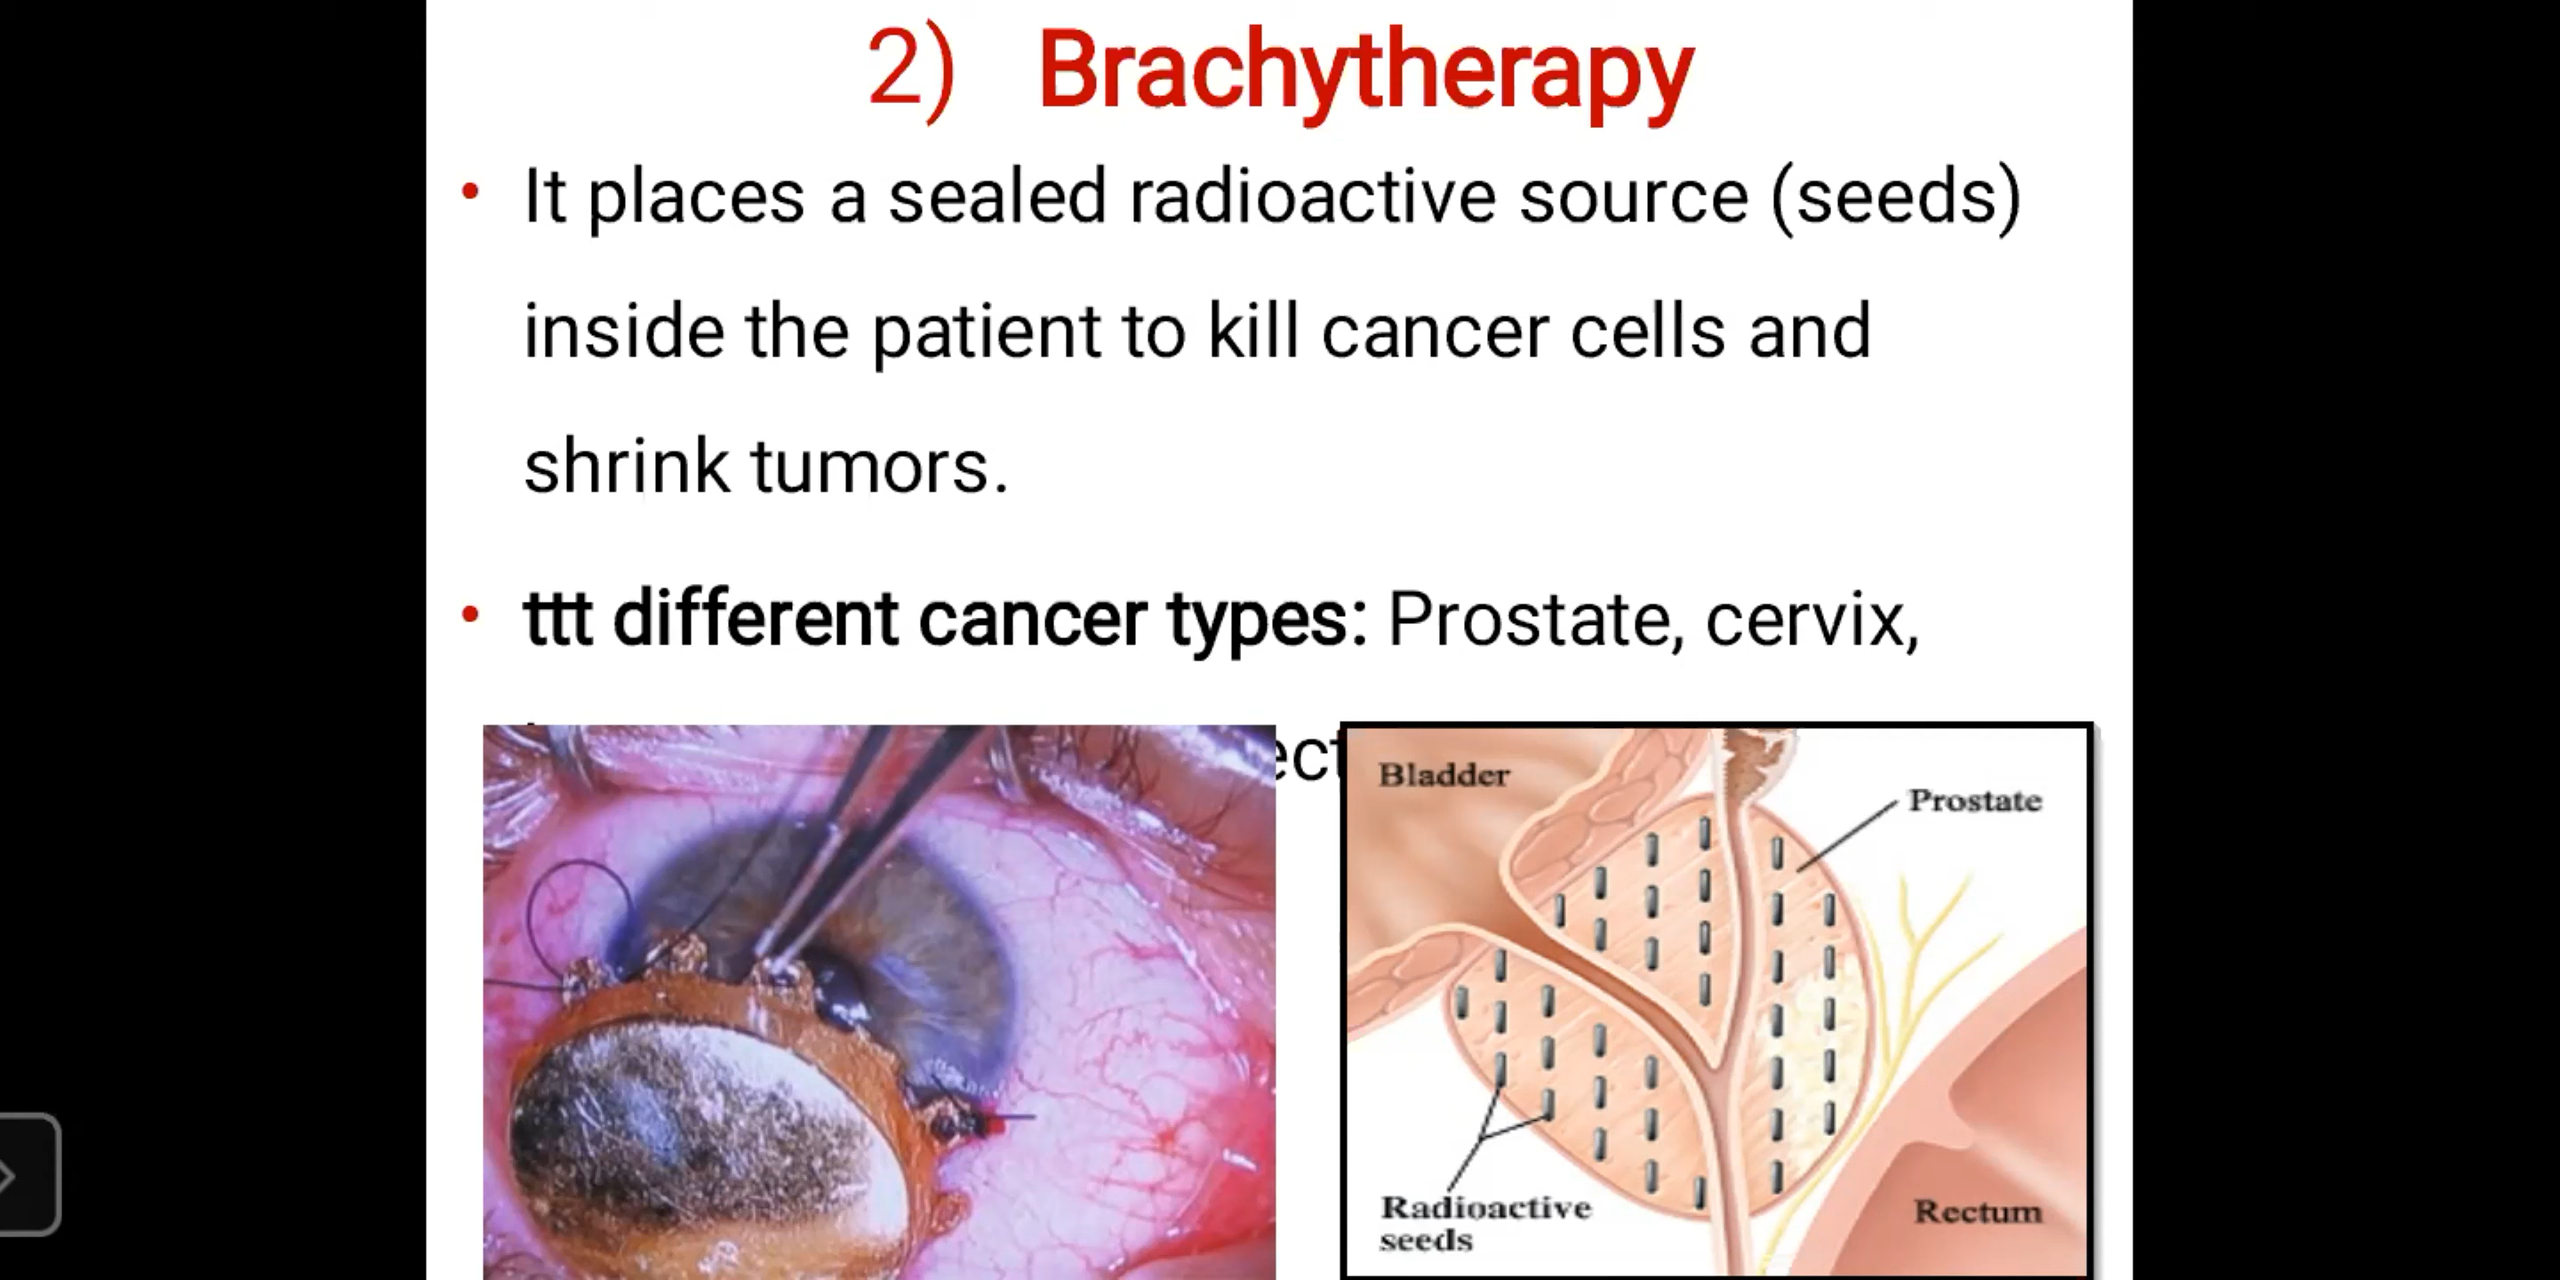 2) Brachytherapy
• It places a sealed radioactive source (seeds)
inside the patient to kill cancer cells and
shrink tumors.
• ttt different cancer types: Prostate, cervix,
Bladder
Prostate
Radioactive
seeds
Rectum